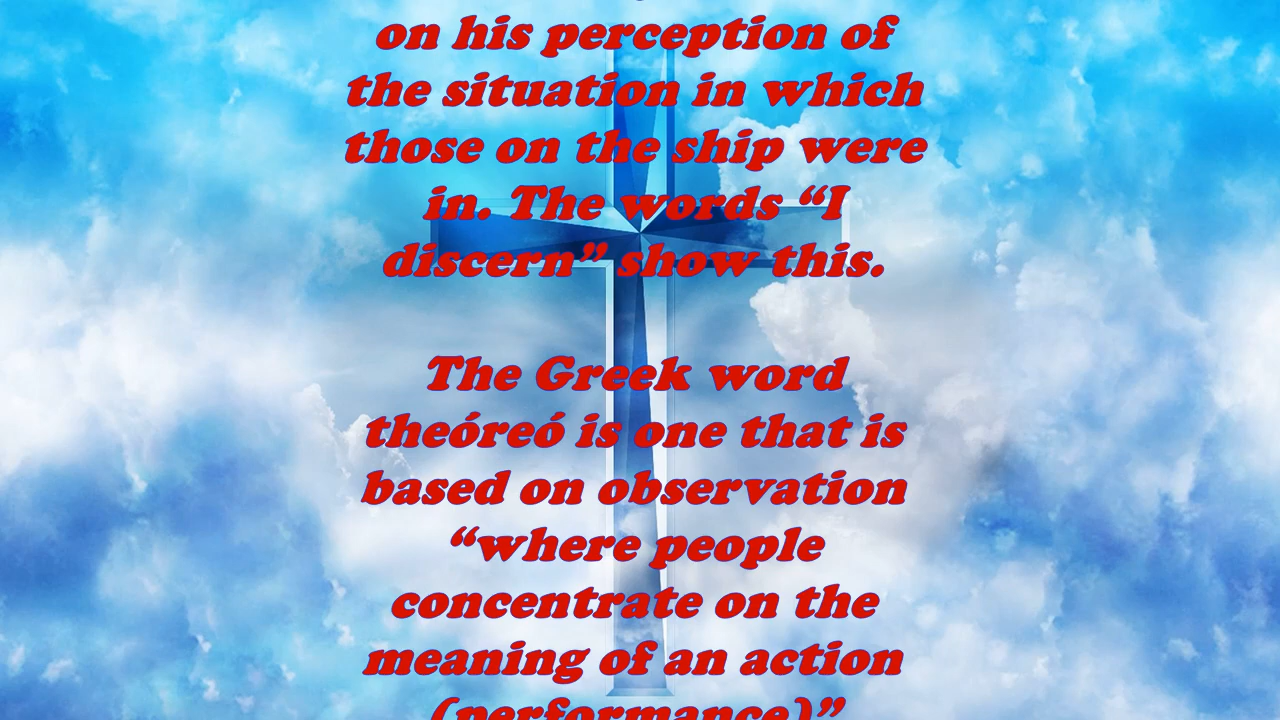 on his perception of
the situation in which
those on the ship were
in. The words “I
discern” show this.
The Greek word
theóreó is one that is
based on observation
“where people
concentrate on the
meaning of an action
(performance)”